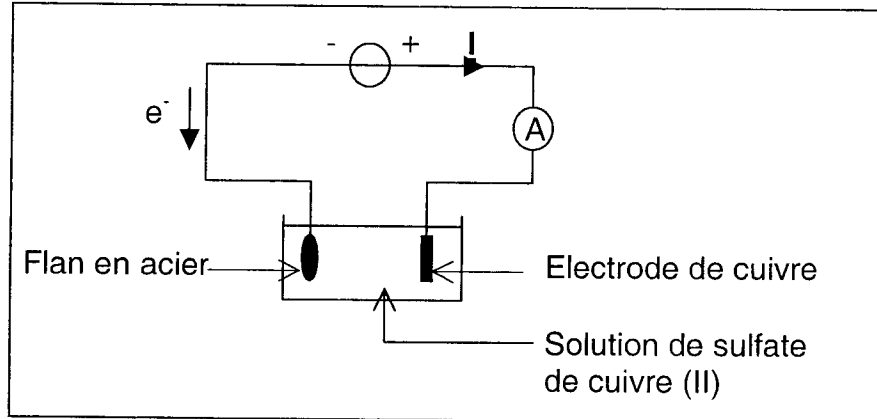 - + I
e-
A
Flan en acier
Electrode de cuivre
Solution de sulfate
de cuivre (II)